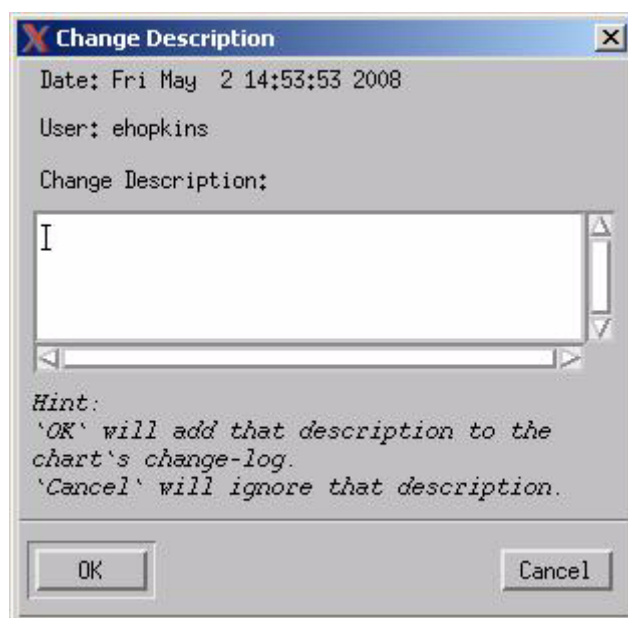 Change Description
Date: Fri May  2 14:53:53 2008
User: ehopkins
Change Description:
Hint:
`OK` will add that description to the
chart`s change-log.
`Cancel` will ignore that description.
OK
Cancel